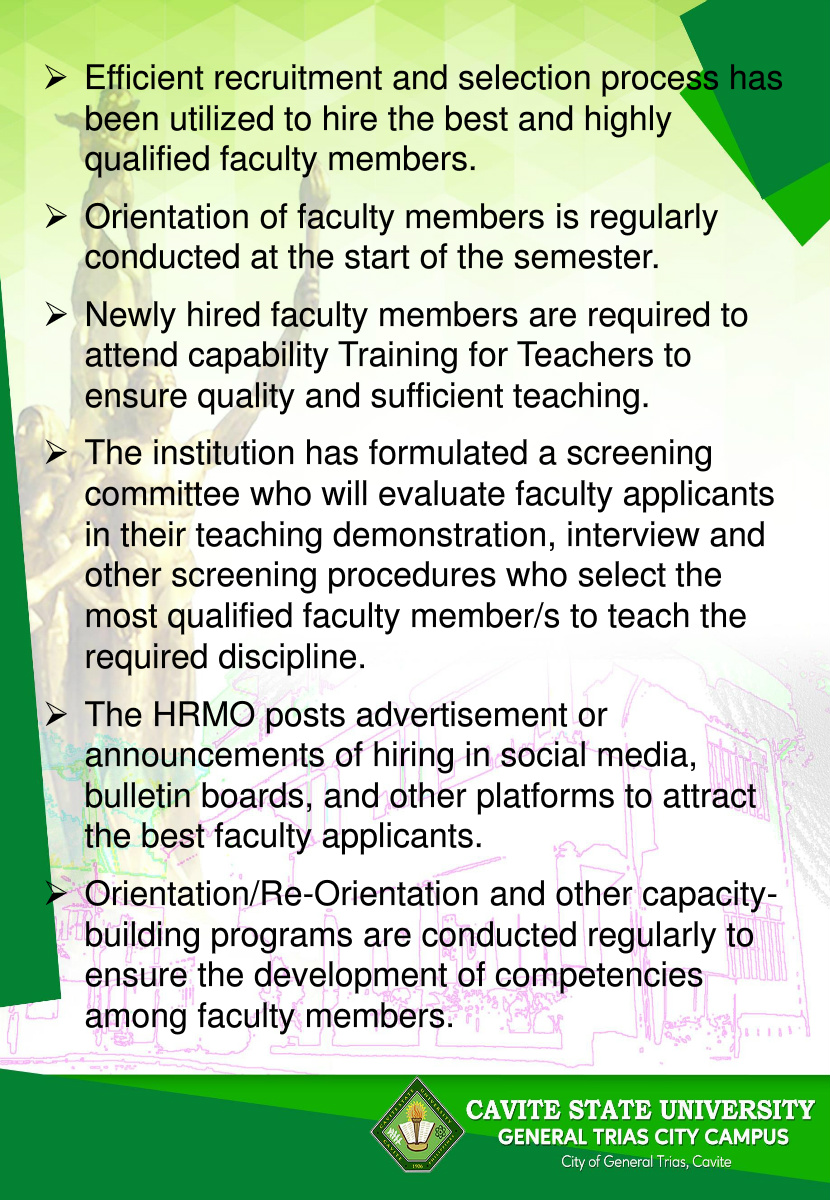 ➢ Efficient recruitment and selection process has
been utilized to hire the best and highly
qualified faculty members.
➢ Orientation of faculty members is regularly
conducted at the start of the semester.
➢ Newly hired faculty members are required to
attend capability Training for Teachers to
ensure quality and sufficient teaching.
➢ The institution has formulated a screening
committee who will evaluate faculty applicants
in their teaching demonstration, interview and
other screening procedures who select the
most qualified faculty member/s to teach the
required discipline.
➢ The HRMO posts advertisement or
announcements of hiring in social media,
bulletin boards, and other platforms to attract
the best faculty applicants.
➢ Orientation/Re-Orientation and other capacity-
building programs are conducted regularly to
ensure the development of competencies
among faculty members.
CAVITE STATE UNIVERSITY
GENERAL TRIAS CITY CAMPUS
City of General Trias, Cavite